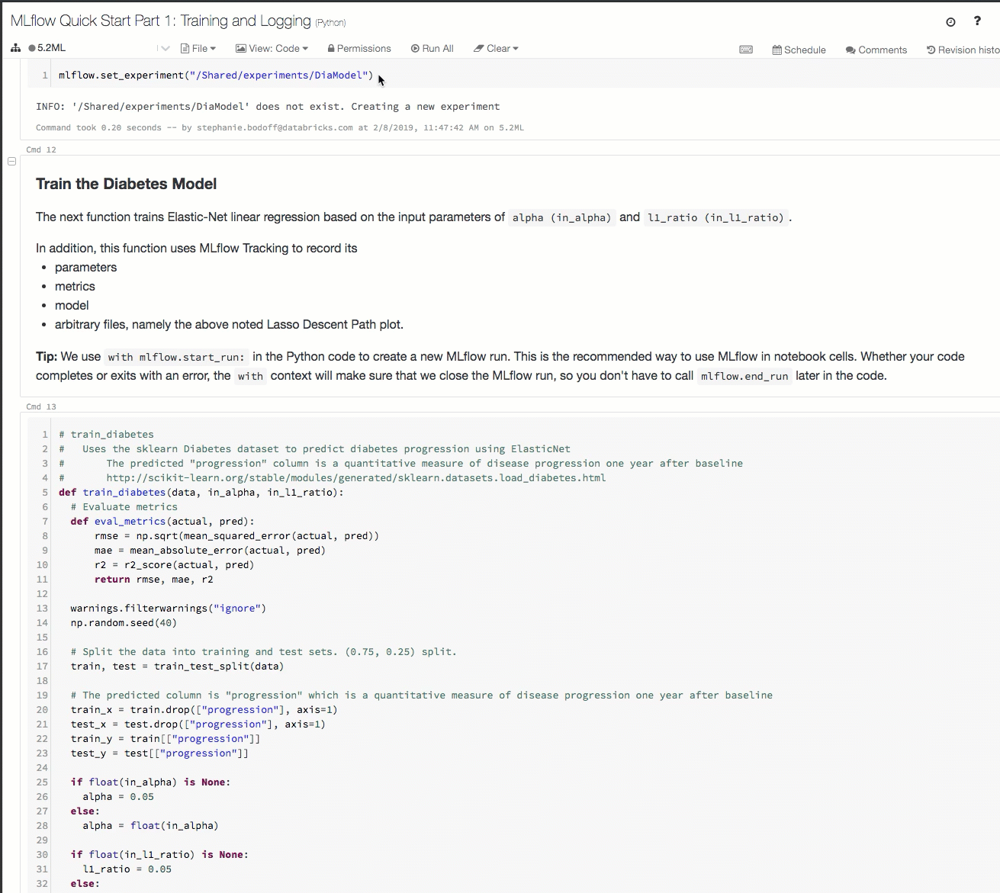 MLflow Quick Start Part 1: Training and Logging (Python)
5.2ML File View: Code Permissions Run All Clear Schedule Comments Revision histo
1 mlflow.set_experiment("/Shared/experiments/DiaModel")
INFO: '/Shared/experiments/DiaModel' does not exist. Creating a new experiment
Command took 0.20 seconds -- by stephanie.bodoff@databricks.com at 2/8/2019, 11:47:42 AM on 5.2ML
Cmd 12
Train the Diabetes Model
The next function trains Elastic-Net linear regression based on the input parameters of alpha (in_alpha) and l1_ratio (in_l1_ratio) .
In addition, this function uses MLflow Tracking to record its
• parameters
• metrics
• model
• arbitrary files, namely the above noted Lasso Descent Path plot.
Tip: We use with mlflow.start_run: in the Python code to create a new MLflow run. This is the recommended way to use MLflow in notebook cells. Whether your code
completes or exits with an error, the with context will make sure that we close the MLflow run, so you don't have to call mlflow.end_run later in the code.
Cmd 13
1 # train_diabetes
2 #   Uses the sklearn Diabetes dataset to predict diabetes progression using ElasticNet
3 #       The predicted "progression" column is a quantitative measure of disease progression one year after baseline
4 #       http://scikit-learn.org/stable/modules/generated/sklearn.datasets.load_diabetes.html
5 def train_diabetes(data, in_alpha, in_l1_ratio):
6   # Evaluate metrics
7   def eval_metrics(actual, pred):
8       rmse = np.sqrt(mean_squared_error(actual, pred))
9       mae = mean_absolute_error(actual, pred)
10       r2 = r2_score(actual, pred)
11       return rmse, mae, r2
12
13   warnings.filterwarnings("ignore")
14   np.random.seed(40)
15
16   # Split the data into training and test sets. (0.75, 0.25) split.
17   train, test = train_test_split(data)
18
19   # The predicted column is "progression" which is a quantitative measure of disease progression one year after baseline
20   train_x = train.drop(["progression"], axis=1)
21   test_x = test.drop(["progression"], axis=1)
22   train_y = train[["progression"]]
23   test_y = test[["progression"]]
24
25   if float(in_alpha) is None:
26     alpha = 0.05
27   else:
28     alpha = float(in_alpha)
29
30   if float(in_l1_ratio) is None:
31     l1_ratio = 0.05
32   else: